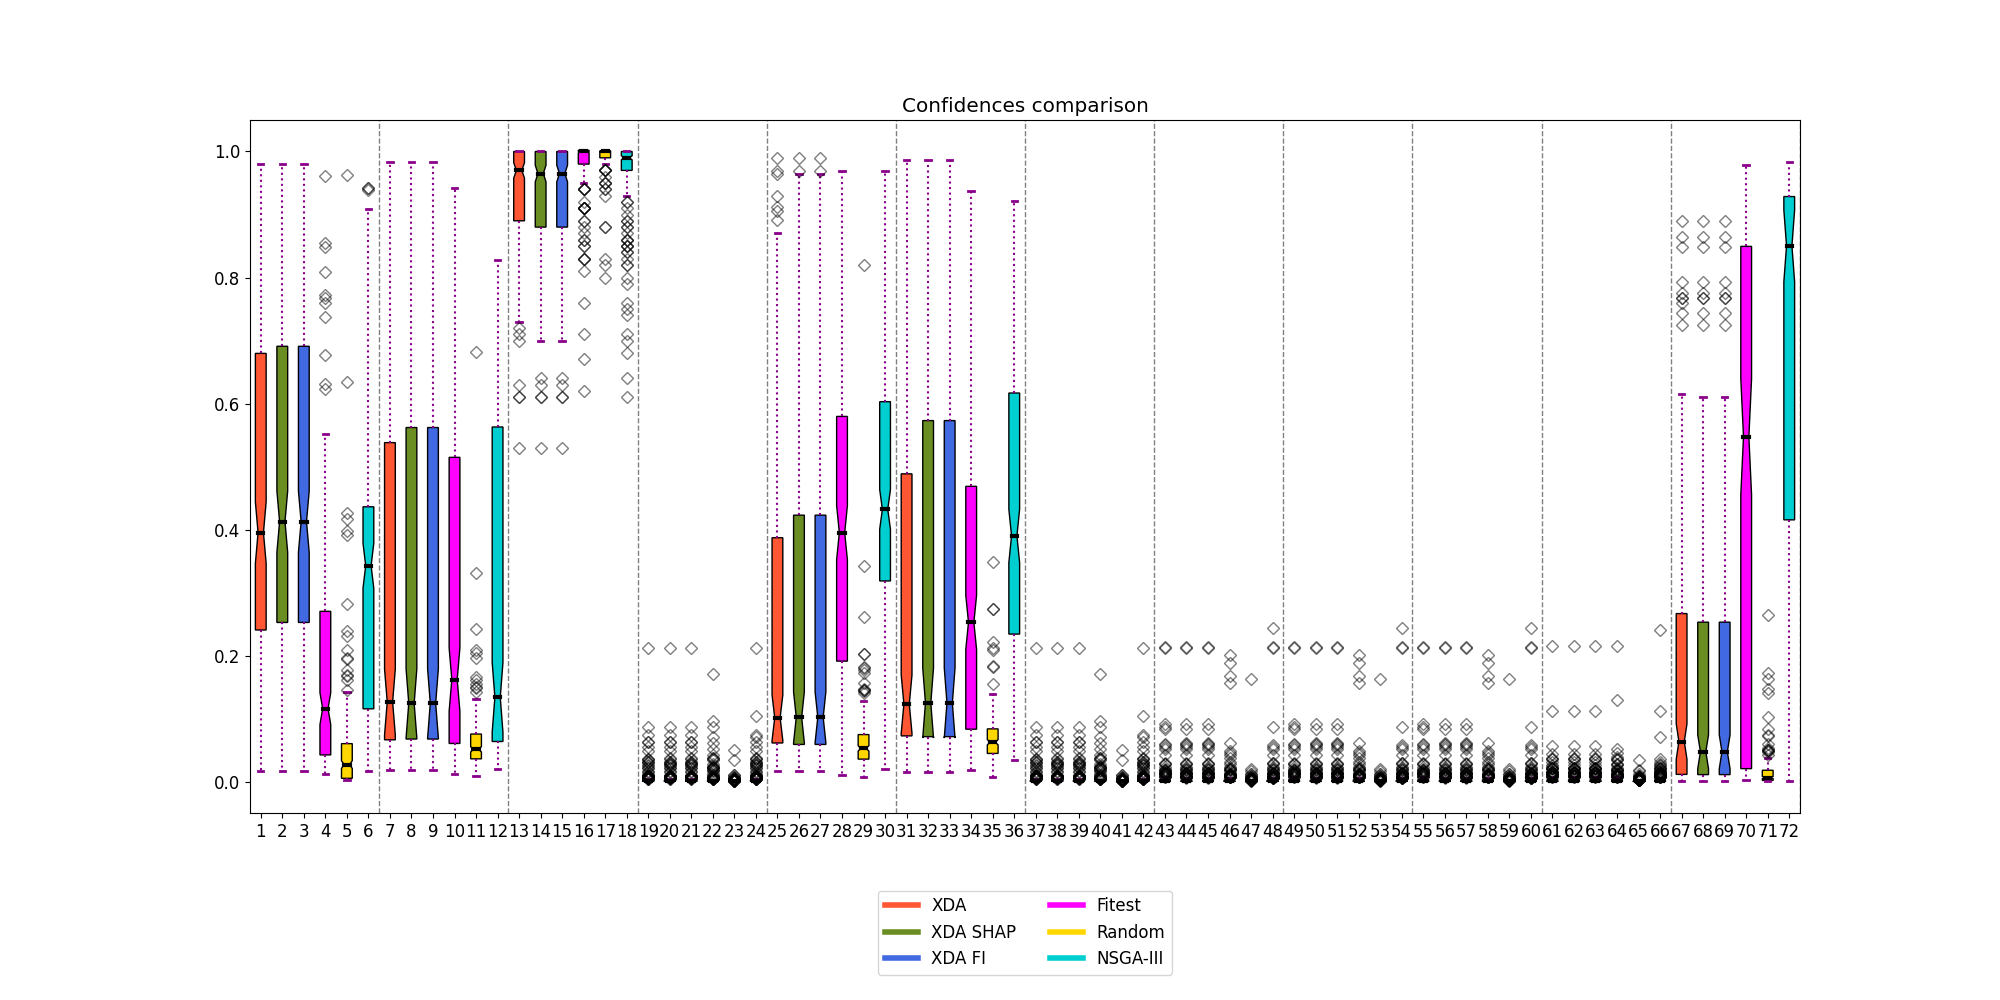 Confidences comparison
1.0
0.8
0.6
0.4
0.2
0.0
1 2 3 4 5 6 7 8 9 10 11 12 13 14 15 16 17 18 19 20 21 22 23 24 25 26 27 28 29 30 31 32 33 34 35 36 37 38 39 40 41 42 43 44 45 46 47 48 49 50 51 52 53 54 55 56 57 58 59 60 61 62 63 64 65 66 67 68 69 70 71 72
XDA Fitest
XDA SHAP Random
XDA FI NSGA-III